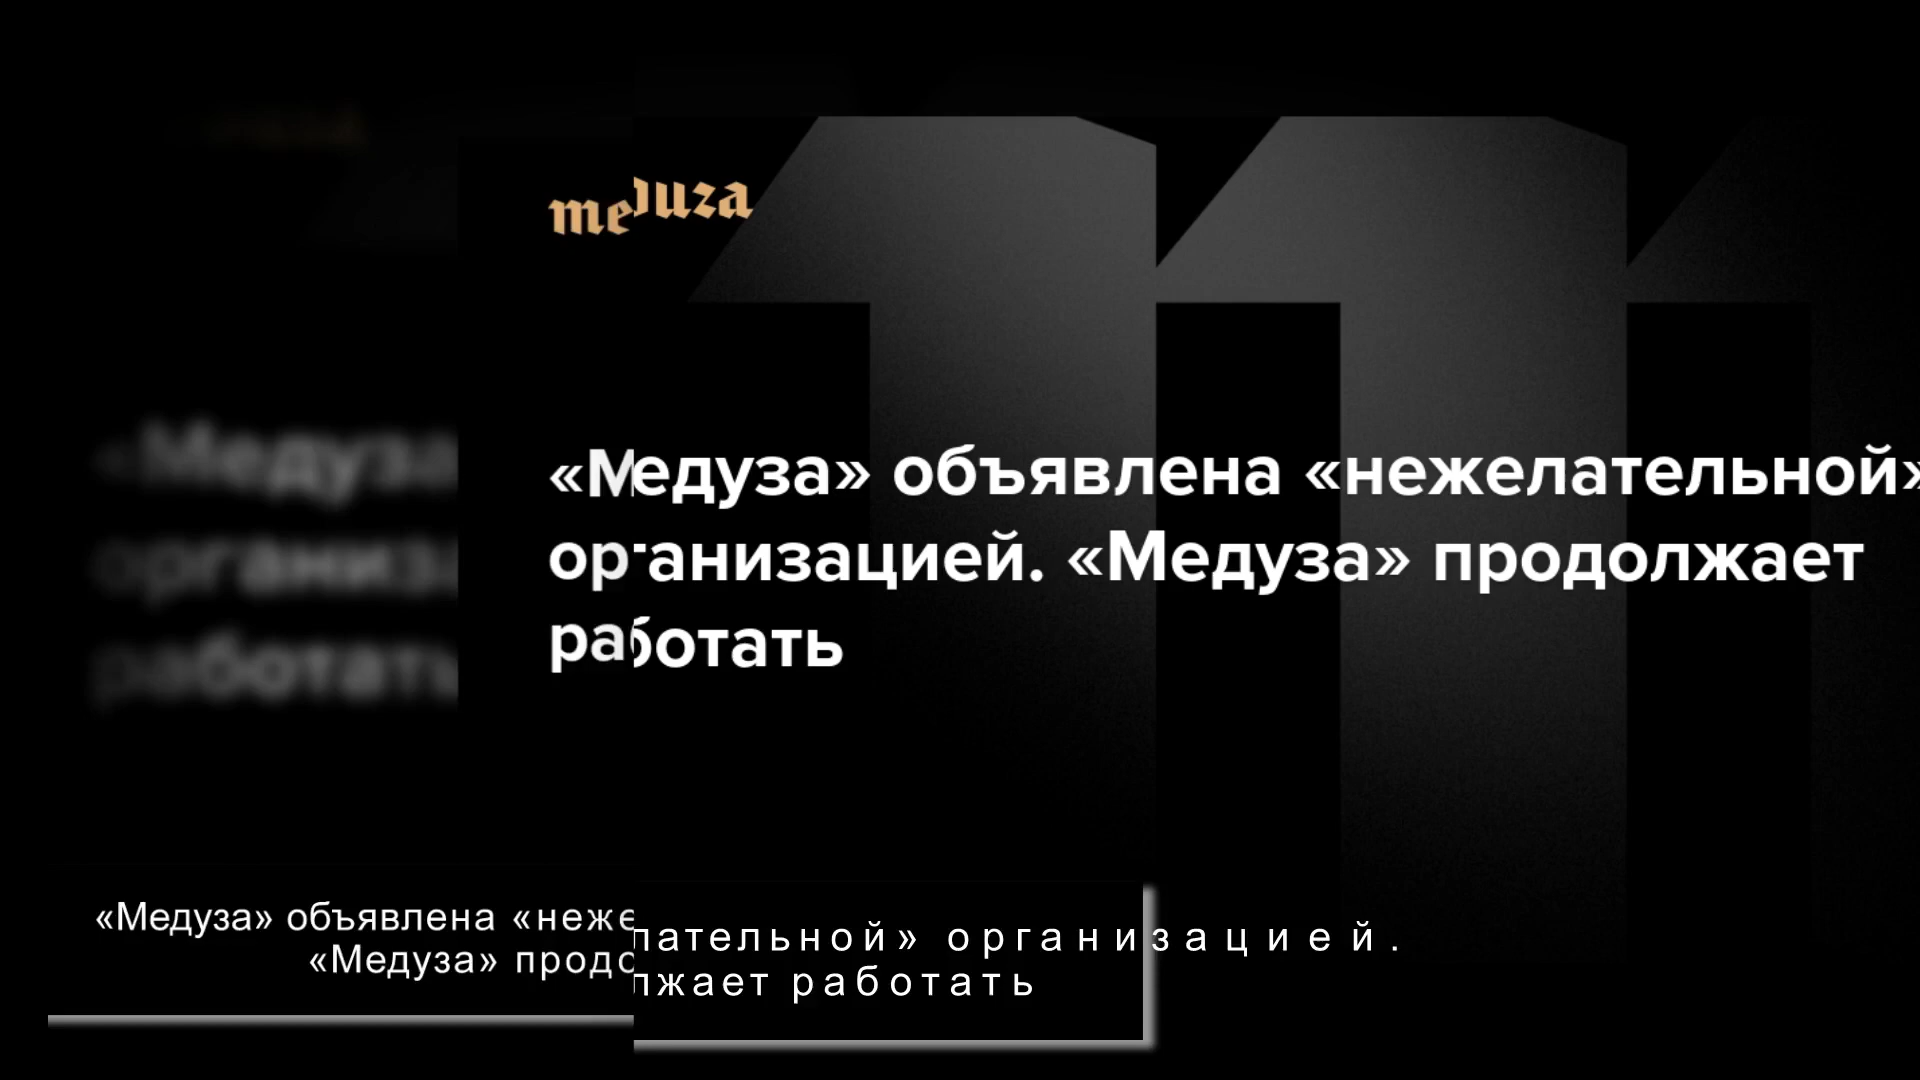 meduza
«Медуза» объявлена «нежелательной»
организацией. «Медуза» продолжает
работать
«Медуза» объявлена «нежелательной» организацией.
«Медуза» продолжает работать